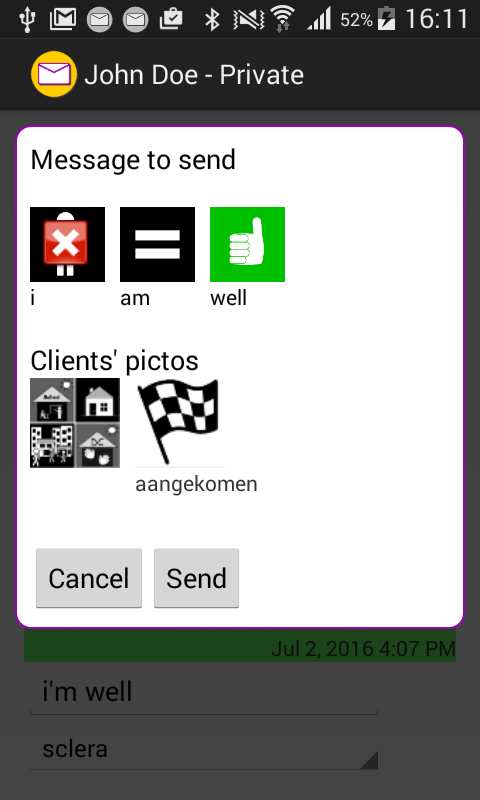 52% 16:11
John Doe - Private
Message to send
i am well
Clients' pictos
aangekomen
Cancel Send
Jul 2, 2016 4:07 PM
i'm well
sclera